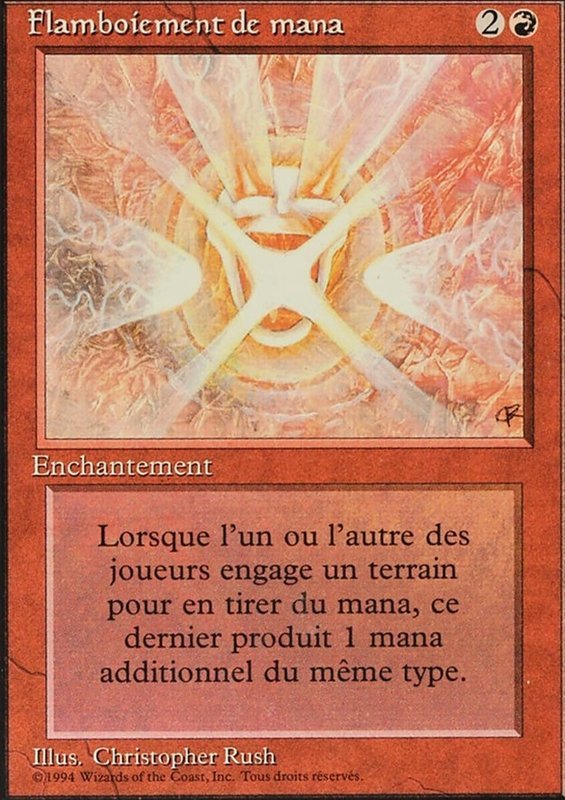 Flamboiement de mana 2
Enchantement
Lorsque l'un ou l'autre des
joueurs engage un terrain
pour en tirer du mana, ce
dernier produit 1 mana
additionnel du même type.
Illus. Christopher Rush
©1994 Wizards of the Coast, Inc. Tous droits réservés.